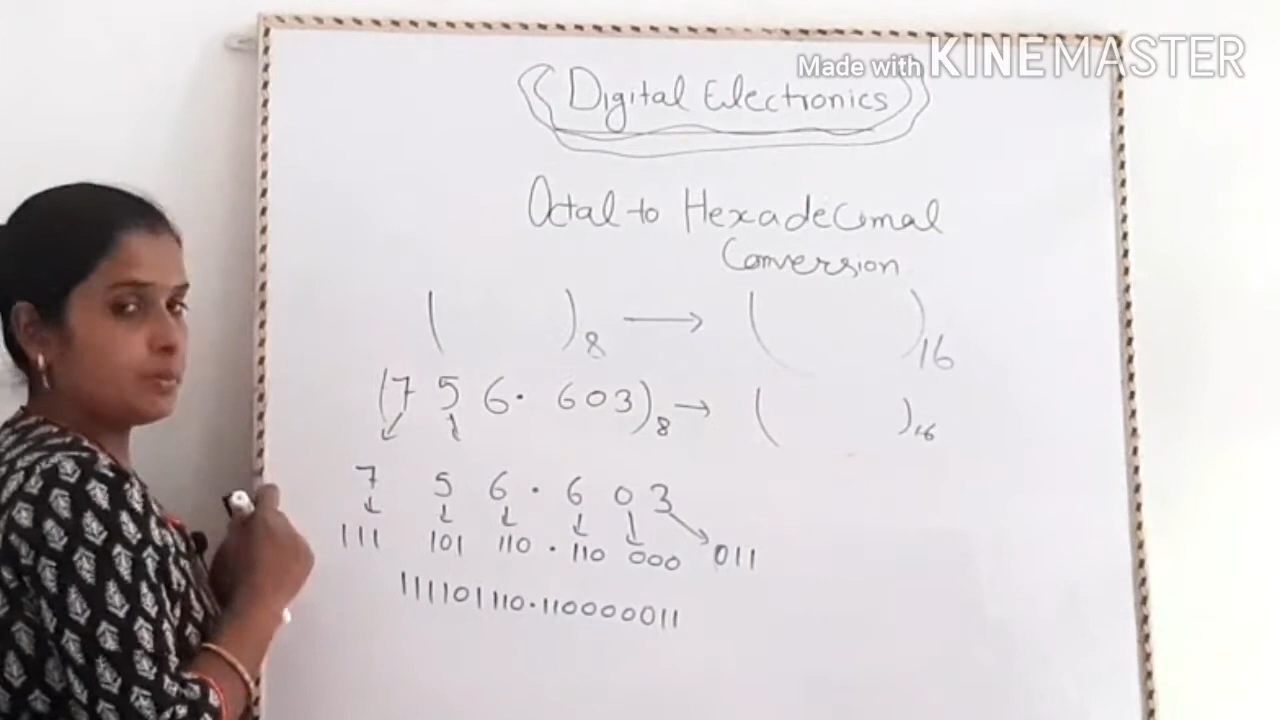 Made with KINEMASTER
Digital Electronics
Octal to Hexadecimal
Conversion
( )8 → ( )16
(7 5 6 . 6 0 3)8 → ( )16
7 5 6 . 6 0 3
111 101 110 . 110 000 011
111101110.110000011